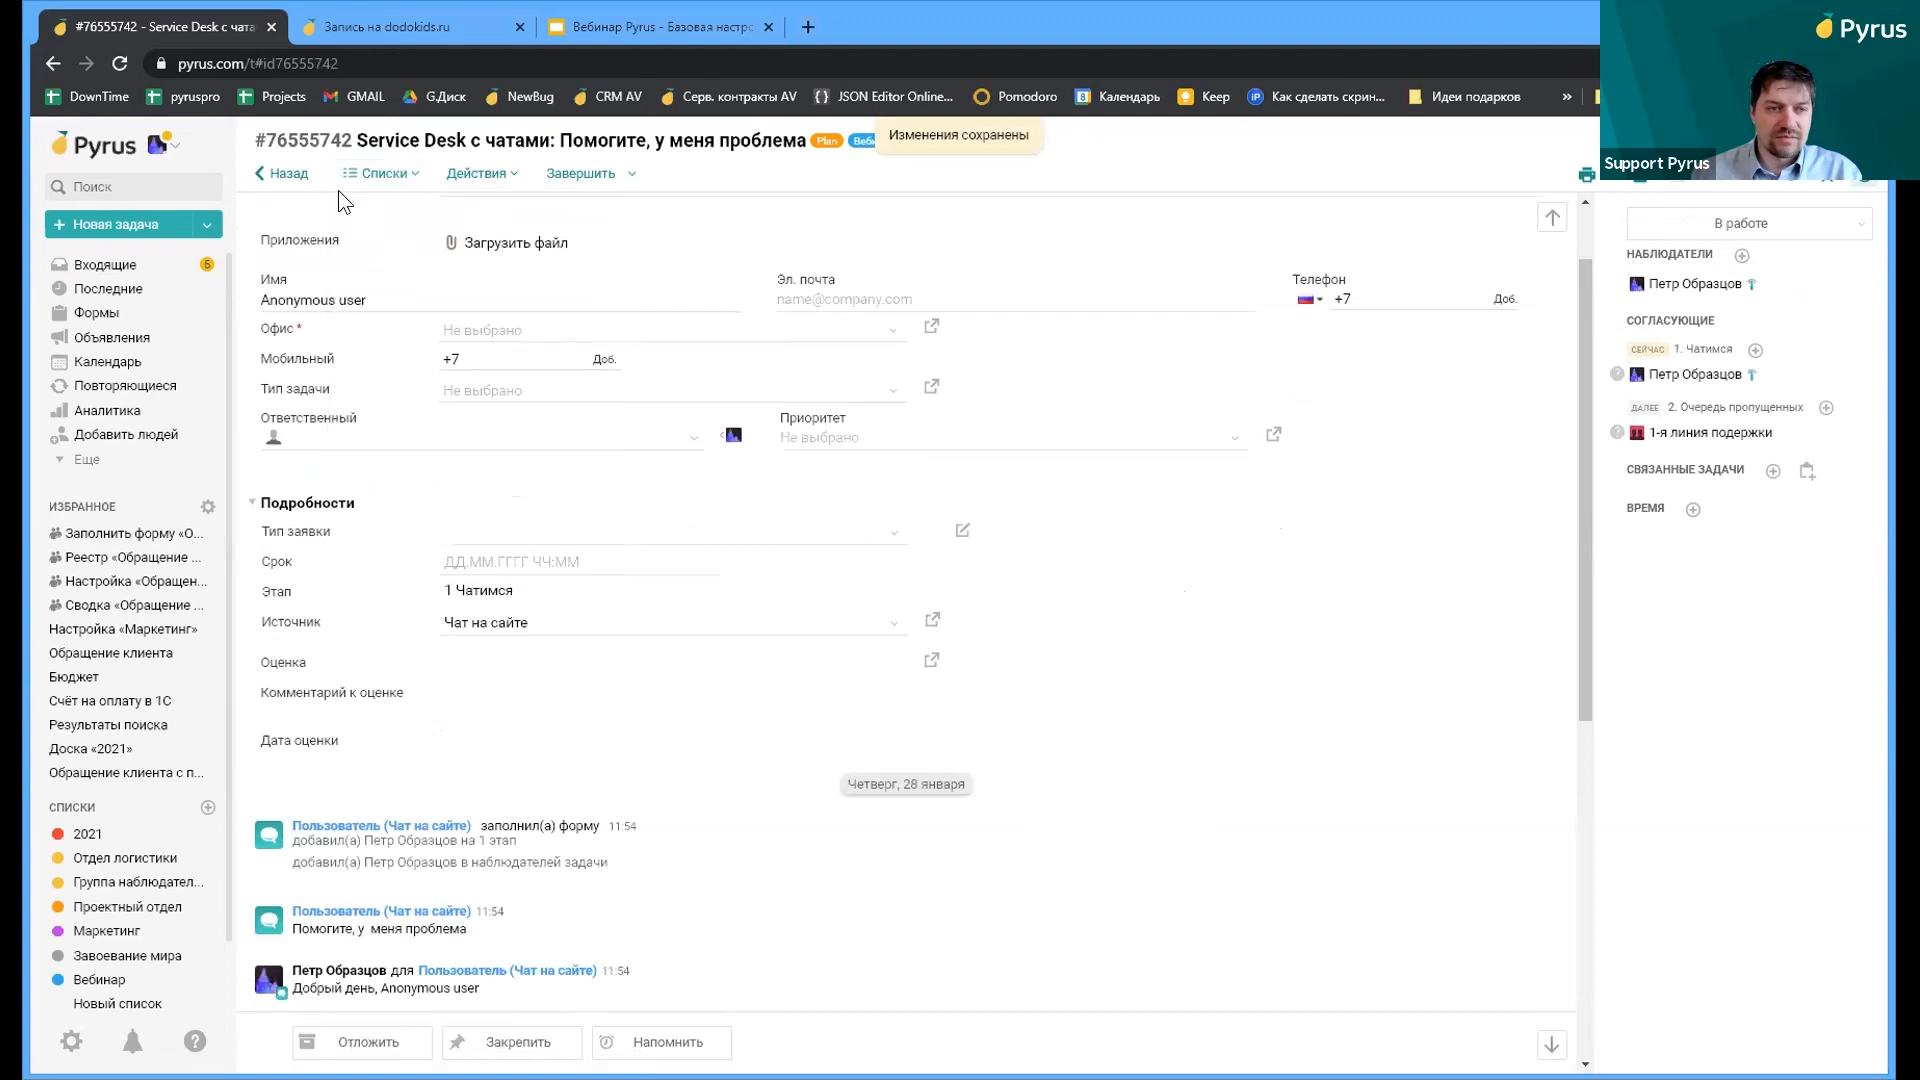 #76555742 - Service Desk с чата
Запись на dodokids.ru
Вебинар Pyrus - Базовая настро
pyrus.com/t#id76555742
DownTime
pyruspro
Projects
GMAIL
G.Диск
NewBug
CRM AV
Серв. контракты AV
JSON Editor Online...
Pomodoro
Календарь
Keep
Как сделать скрин...
Идеи подарков
»
Pyrus
Support Pyrus
Pyrus
#76555742 Service Desk с чатами: Помогите, у меня проблема
Plan
Изменения сохранены
Назад
Списки
Действия
Завершить
Поиск
Новая задача
Входящие
5
Последние
Формы
Объявления
Календарь
Повторяющиеся
Аналитика
Добавить людей
Еще
ИЗБРАННОЕ
Заполнить форму «О...
Реестр «Обращение ...
Настройка «Обращен...
Сводка «Обращение ...
Настройка «Маркетинг»
Обращение клиента
Бюджет
Счёт на оплату в 1С
Результаты поиска
Доска «2021»
Обращение клиента с п...
СПИСКИ
2021
Отдел логистики
Группа наблюдател...
Проектный отдел
Маркетинг
Завоевание мира
Вебинар
Новый список
Приложения
Загрузить файл
Имя
Anonymous user
Эл. почта
name@company.com
Телефон
+7
Доб.
Офис *
Не выбрано
Мобильный
+7
Доб.
Тип задачи
Не выбрано
Ответственный
Приоритет
Не выбрано
Подробности
Тип заявки
Срок
ДД.ММ.ГГГГ ЧЧ:ММ
Этап
1 Чатимся
Источник
Чат на сайте
Оценка
Комментарий к оценке
Дата оценки
Четверг, 28 января
Пользователь (Чат на сайте) заполнил(а) форму 11:54
добавил(а) Петр Образцов на 1 этап
добавил(а) Петр Образцов в наблюдателей задачи
Пользователь (Чат на сайте) 11:54
Помогите, у меня проблема
Петр Образцов для Пользователь (Чат на сайте) 11:54
Добрый день, Anonymous user
Отложить
Закрепить
Напомнить
В работе
НАБЛЮДАТЕЛИ
Петр Образцов
СОГЛАСУЮЩИЕ
СЕЙЧАС 1. Чатимся
Петр Образцов
ДАЛЕЕ 2. Очередь пропущенных
1-я линия поддержки
СВЯЗАННЫЕ ЗАДАЧИ
ВРЕМЯ